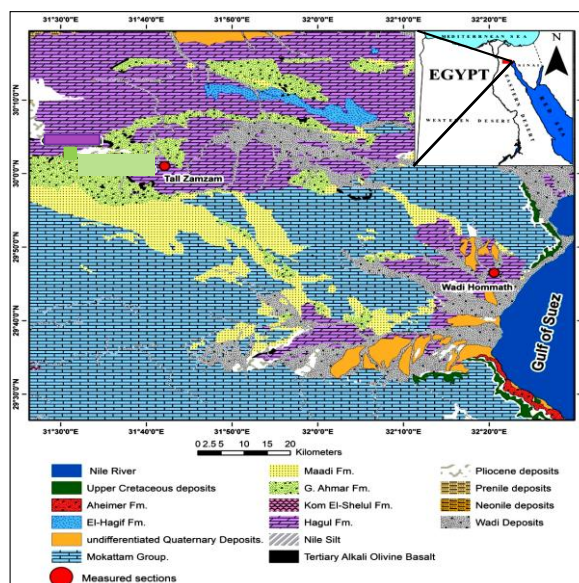 MEDITERRENEAN SEA
N
SINAI
EGYPT
WESTERN DESERT
EASTERN DESERT
RED SEA
30°10'0"N
30°0'0"N
29°50'0"N
29°40'0"N
29°30'0"N
Tall Zamzam
Wadi Hommath
Gulf of Suez
31°30'0"E
31°40'0"E
31°50'0"E
32°0'0"E
32°10'0"E
32°20'0"E
0 2.5 5 10 15 20
Kilometers
Nile River
Upper Cretaceous deposits
Aheimer Fm.
El-Hagif Fm.
undifferentiated Quaternary Deposits.
Mokattam Group.
Measured sections
Maadi Fm.
G. Ahmar Fm.
Kom El-Shelul Fm.
Hagul Fm.
Nile Silt
Tertiary Alkali Olivine Basalt
Pliocene deposits
Prenile deposits
Neonile deposits
Wadi Deposits